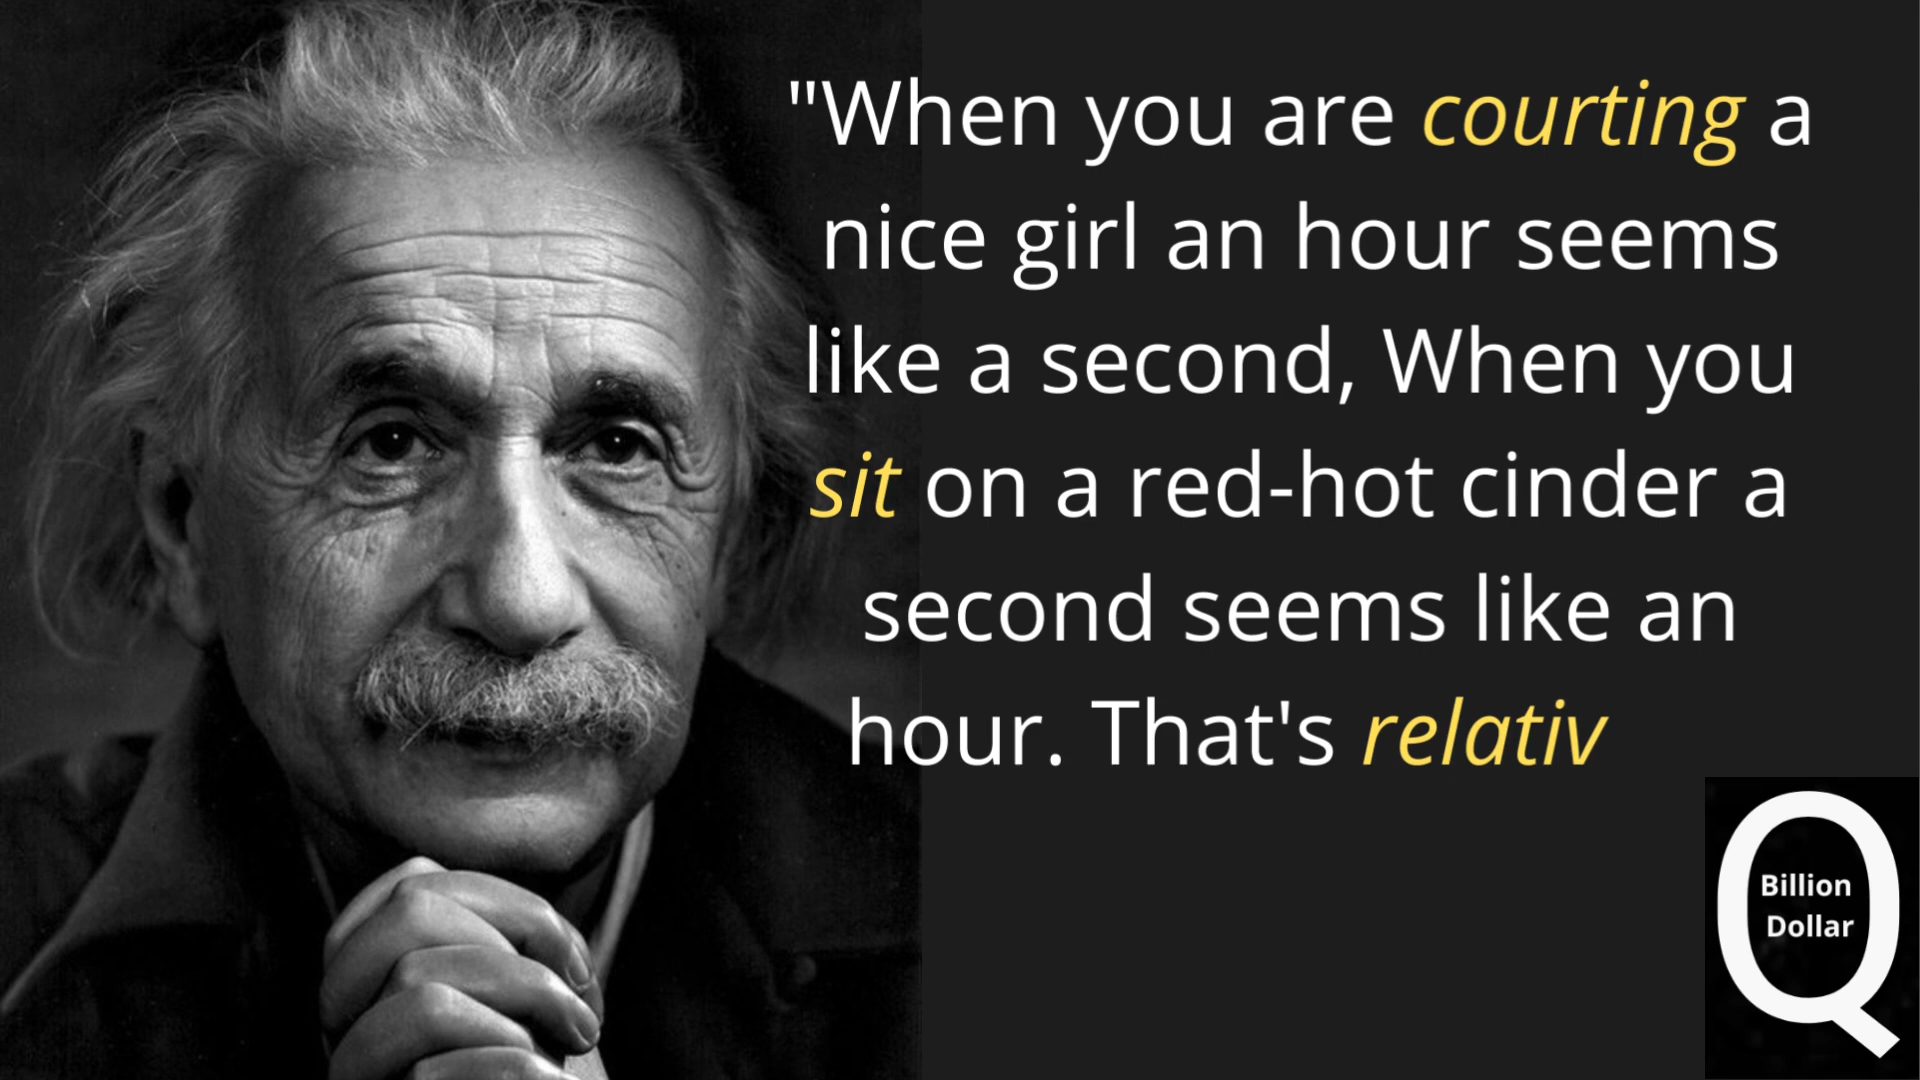 "When you are courting a
nice girl an hour seems
like a second, When you
sit on a red-hot cinder a
second seems like an
hour. That's relativ
Q
Billion
Dollar